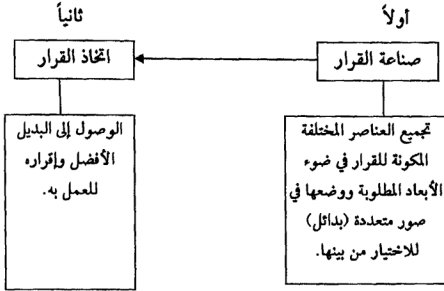 أولاً
ثانياً
صناعة القرار
اتخاذ القرار
تجميع العناصر المختلفة
المكونة للقرار في ضوء
الأبعاد المطلوبة ووضعها في
صور متعددة (بدائل)
للاختيار من بينها.
الوصول إلى البديل
الأفضل وإقراره
للعمل به.